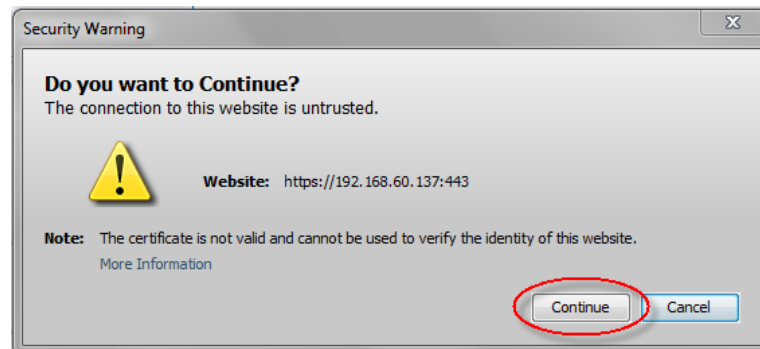 Security Warning
Do you want to Continue?
The connection to this website is untrusted.
Website: https://192.168.60.137:443
Note: The certificate is not valid and cannot be used to verify the identity of this website.
More Information
Continue Cancel